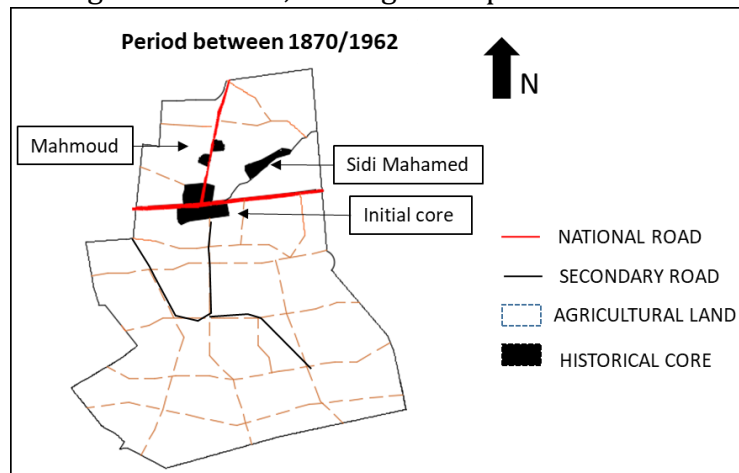 Period between 1870/1962
N
Mahmoud
Sidi Mahamed
Initial core
NATIONAL ROAD
SECONDARY ROAD
AGRICULTURAL LAND
HISTORICAL CORE